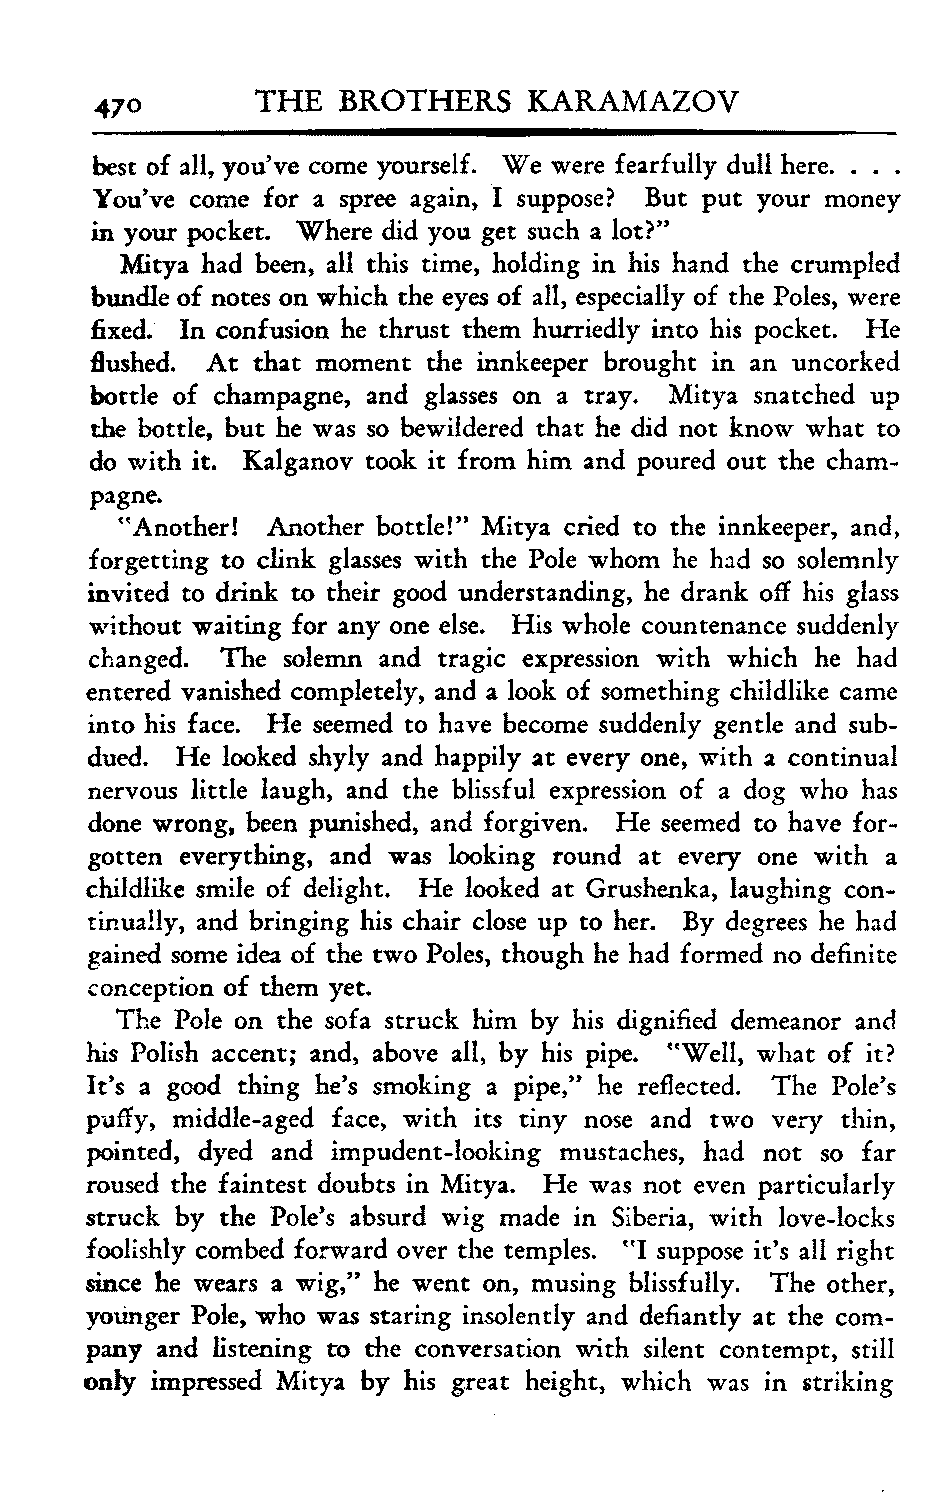 470 THE BROTHERS KARAMAZOV
best of all, you've come yourself. We were fearfully dull here. . . .
You've come for a spree again, I suppose? But put your money
in your pocket. Where did you get such a lot?"
Mitya had been, all this time, holding in his hand the crumpled
bundle of notes on which the eyes of all, especially of the Poles, were
fixed. In confusion he thrust them hurriedly into his pocket. He
flushed. At that moment the innkeeper brought in an uncorked
bottle of champagne, and glasses on a tray. Mitya snatched up
the bottle, but he was so bewildered that he did not know what to
do with it. Kalganov took it from him and poured out the cham-
pagne.
"Another! Another bottle!" Mitya cried to the innkeeper, and,
forgetting to clink glasses with the Pole whom he had so solemnly
invited to drink to their good understanding, he drank off his glass
without waiting for any one else. His whole countenance suddenly
changed. The solemn and tragic expression with which he had
entered vanished completely, and a look of something childlike came
into his face. He seemed to have become suddenly gentle and sub-
dued. He looked shyly and happily at every one, with a continual
nervous little laugh, and the blissful expression of a dog who has
done wrong, been punished, and forgiven. He seemed to have for-
gotten everything, and was looking round at every one with a
childlike smile of delight. He looked at Grushenka, laughing con-
tinually, and bringing his chair close up to her. By degrees he had
gained some idea of the two Poles, though he had formed no definite
conception of them yet.
The Pole on the sofa struck him by his dignified demeanor and
his Polish accent; and, above all, by his pipe. "Well, what of it?
It's a good thing he's smoking a pipe," he reflected. The Pole's
puffy, middle-aged face, with its tiny nose and two very thin,
pointed, dyed and impudent-looking mustaches, had not so far
roused the faintest doubts in Mitya. He was not even particularly
struck by the Pole's absurd wig made in Siberia, with love-locks
foolishly combed forward over the temples. "I suppose it's all right
since he wears a wig," he went on, musing blissfully. The other,
younger Pole, who was staring insolently and defiantly at the com-
pany and listening to the conversation with silent contempt, still
only impressed Mitya by his great height, which was in striking